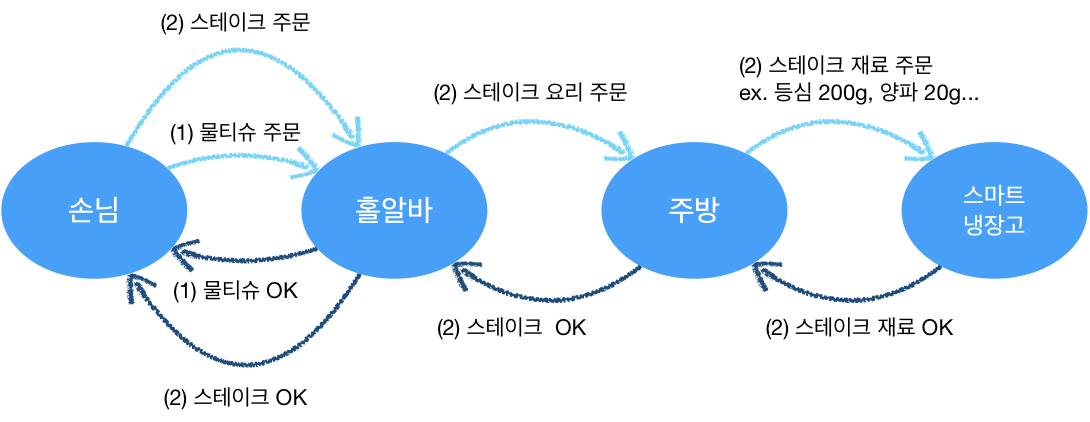 (2) 스테이크 주문
(2) 스테이크 재료 주문
ex. 등심 200g, 양파 20g...
(2) 스테이크 요리 주문
(1) 물티슈 주문
손님
홀알바
주방
스마트
냉장고
(1) 물티슈 OK
(2) 스테이크 OK
(2) 스테이크 재료 OK
(2) 스테이크 OK